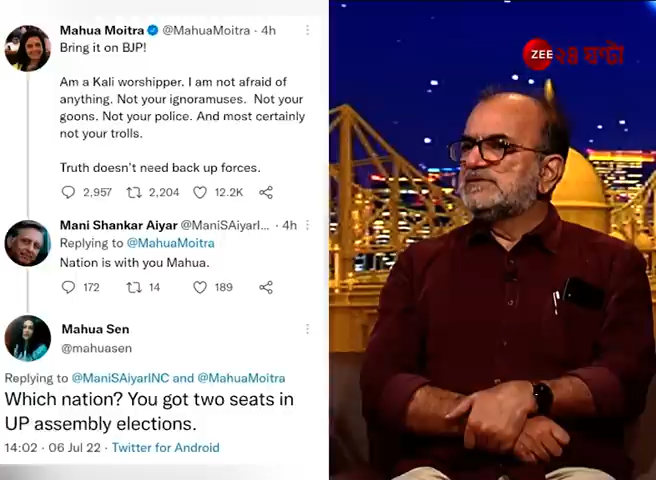 Mahua Moitra @MahuaMoitra · 4h
Bring it on BJP!
Am a Kali worshipper. I am not afraid of
anything. Not your ignoramuses. Not your
goons. Not your police. And most certainly
not your trolls.
Truth doesn't need back up forces.
2,957 2,204 12.2K
Mani Shankar Aiyar @ManiSAiyarI... · 4h
Replying to @MahuaMoitra
Nation is with you Mahua.
172 14 189
Mahua Sen
@mahuasen
Replying to @ManiSAiyarINC and @MahuaMoitra
Which nation? You got two seats in
UP assembly elections.
14:02 · 06 Jul 22 · Twitter for Android
ZEE ২৪ ঘণ্টা